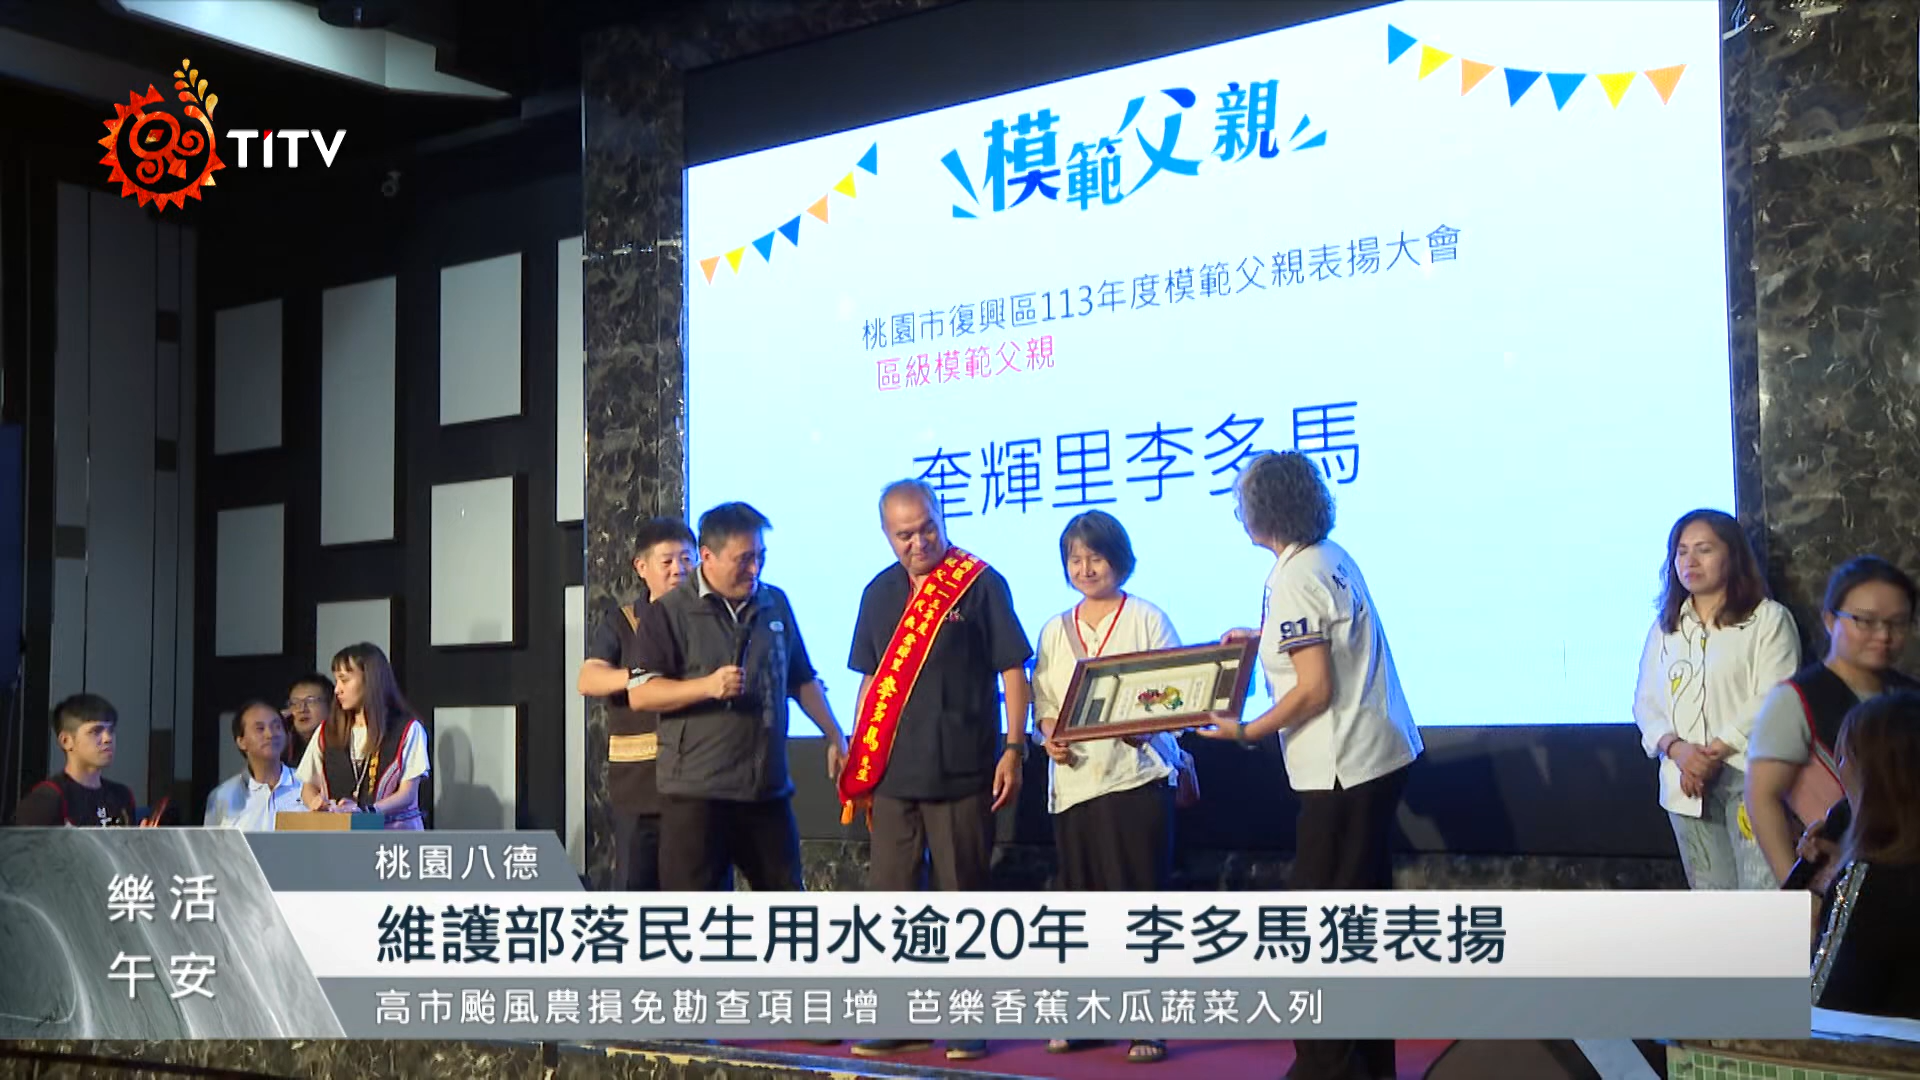 TITV
模範父親
桃園市復興區113年度模範父親表揚大會
區級模範父親
奎輝里李多馬
91
李多馬
樂活
午安
桃園八德
維護部落民生用水逾20年 李多馬獲表揚
高市颱風農損免勘查項目增 芭樂香蕉木瓜蔬菜入列